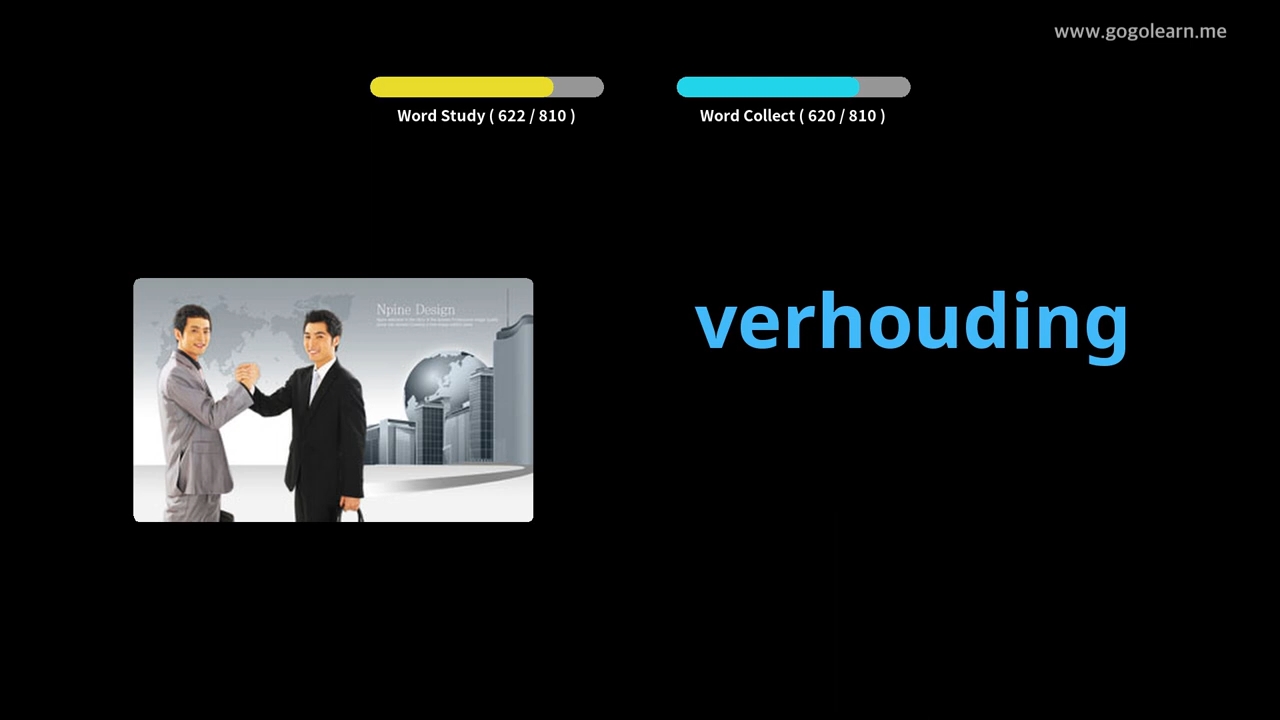 www.gogolearn.me
Word Study ( 622 / 810 )
Word Collect ( 620 / 810 )
Npine Design
verhouding